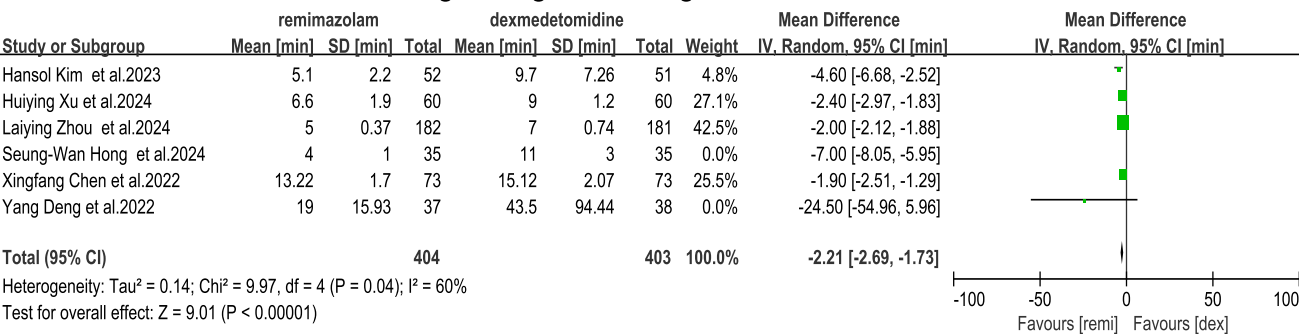 remimazolam dexmedetomidine Mean Difference Mean Difference
Study or Subgroup Mean [min] SD [min] Total Mean [min] SD [min] Total Weight IV, Random, 95% CI [min] IV, Random, 95% CI [min]
Hansol Kim et al.2023 5.1 2.2 52 9.7 7.26 51 4.8% -4.60 [-6.68, -2.52]
Huiying Xu et al.2024 6.6 1.9 60 9 1.2 60 27.1% -2.40 [-2.97, -1.83]
Laiying Zhou et al.2024 5 0.37 182 7 0.74 181 42.5% -2.00 [-2.12, -1.88]
Seung-Wan Hong et al.2024 4 1 35 11 3 35 0.0% -7.00 [-8.05, -5.95]
Xingfang Chen et al.2022 13.22 1.7 73 15.12 2.07 73 25.5% -1.90 [-2.51, -1.29]
Yang Deng et al.2022 19 15.93 37 43.5 94.44 38 0.0% -24.50 [-54.96, 5.96]
Total (95% CI) 404 403 100.0% -2.21 [-2.69, -1.73]
Heterogeneity: Tau² = 0.14; Chi² = 9.97, df = 4 (P = 0.04); I² = 60%
Test for overall effect: Z = 9.01 (P < 0.00001)
-100 -50 0 50 100
Favours [remi] Favours [dex]